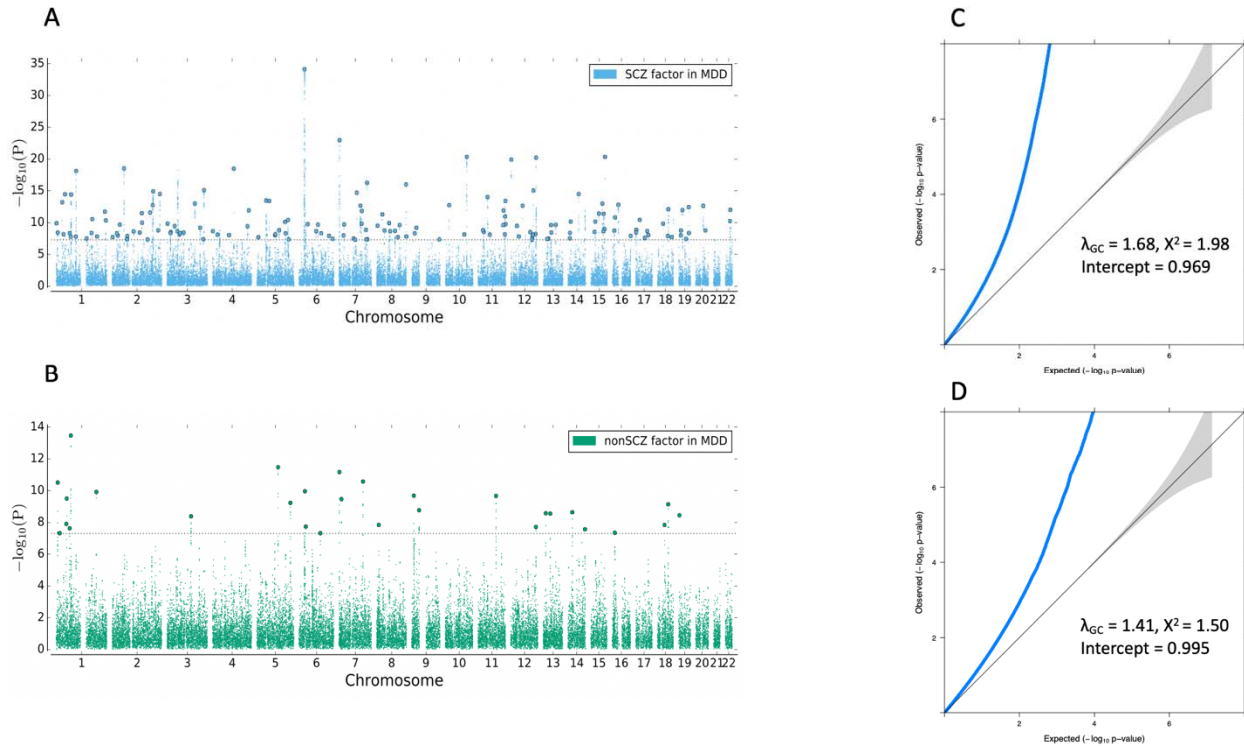 A
−log₁₀(P)
35
30
25
20
15
10
5
0
SCZ factor in MDD
1 2 3 4 5 6 7 8 9 10 11 12 13 14 15 16 17 18 19 20 21 22
Chromosome
B
−log₁₀(P)
14
12
10
8
6
4
2
0
nonSCZ factor in MDD
1 2 3 4 5 6 7 8 9 10 11 12 13 14 15 16 17 18 19 20 21 22
Chromosome
C
Observed (−log₁₀ p−value)
6
4
2
λGC = 1.68, X² = 1.98
Intercept = 0.969
2 4 6
Expected (−log₁₀ p−value)
D
Observed (−log₁₀ p−value)
6
4
2
λGC = 1.41, X² = 1.50
Intercept = 0.995
2 4 6
Expected (−log₁₀ p−value)